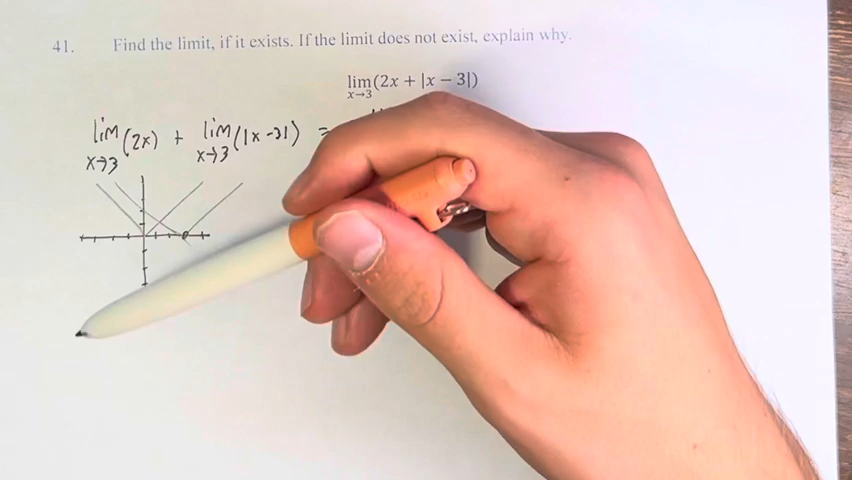 41. Find the limit, if it exists. If the limit does not exist, explain why.
lim (2x + |x − 3|)
x→3
lim (2x) + lim (|x-3|) =
x→3 x→3